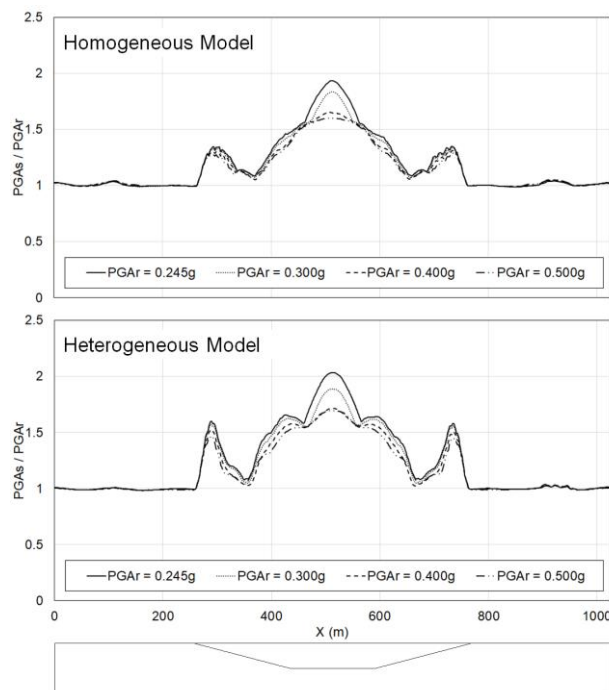 2.5
Homogeneous Model
2
1.5
PGAs / PGAr
1
0.5
PGAr = 0.245g PGAr = 0.300g PGAr = 0.400g PGAr = 0.500g
0
2.5
Heterogeneous Model
2
1.5
PGAs / PGAr
1
0.5
PGAr = 0.245g PGAr = 0.300g PGAr = 0.400g PGAr = 0.500g
0
0 200 400 600 800 1000
X (m)